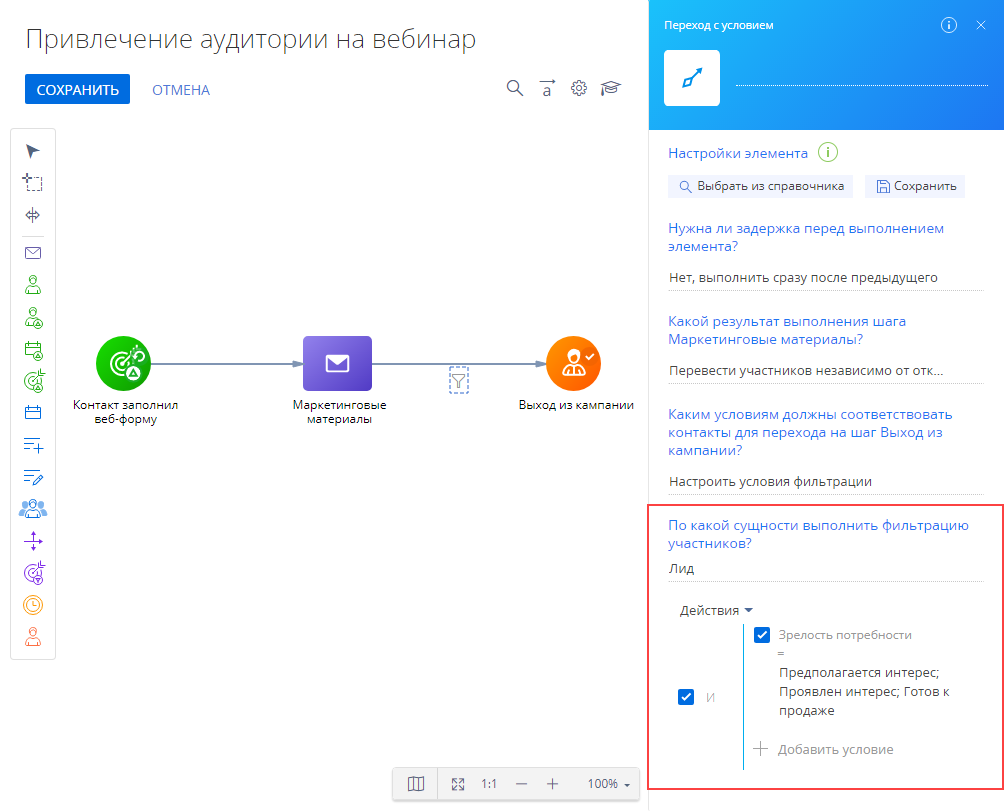 Привлечение аудитории на вебинар
СОХРАНИТЬ
ОТМЕНА
a
Контакт заполнил
веб-форму
Маркетинговые
материалы
Выход из кампании
1:1
100%
Переход с условием
Настройки элемента
Выбрать из справочника
Сохранить
Нужна ли задержка перед выполнением
элемента?
Нет, выполнить сразу после предыдущего
Какой результат выполнения шага
Маркетинговые материалы?
Перевести участников независимо от отк...
Каким условиям должны соответствовать
контакты для перехода на шаг Выход из
кампании?
Настроить условия фильтрации
По какой сущности выполнить фильтрацию
участников?
Лид
Действия
Зрелость потребности
=
Предполагается интерес;
Проявлен интерес; Готов к
продаже
И
Добавить условие